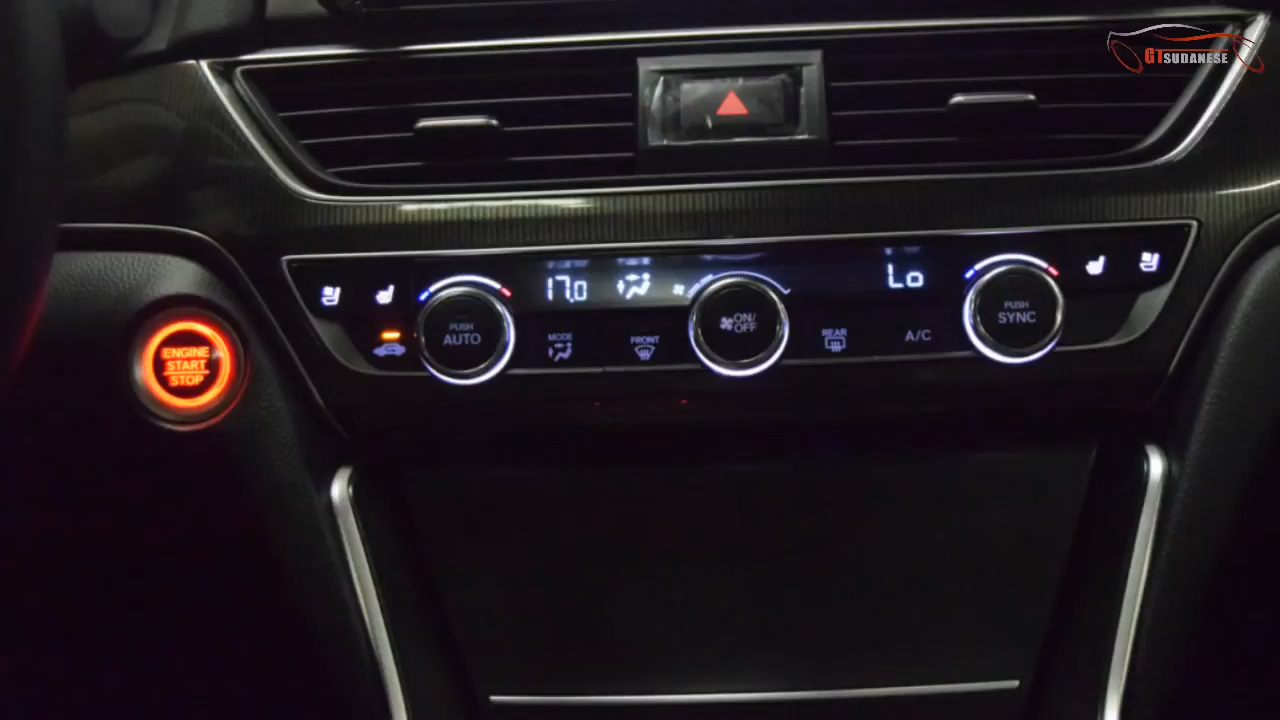 GTSUDANESE
17.0
Lo
PUSH
AUTO
MODE
FRONT
ON/
OFF
REAR
A/C
PUSH
SYNC
ENGINE
START
STOP